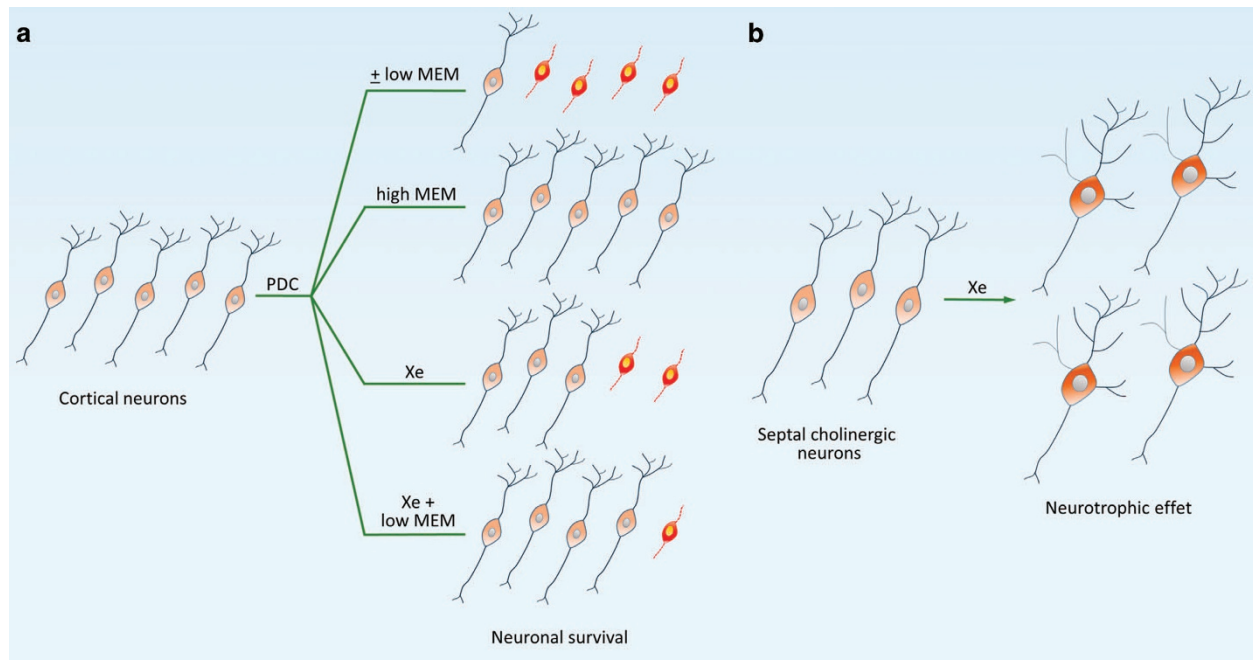 a
+ low MEM
high MEM
PDC
Cortical neurons
Xe
Xe +
low MEM
Neuronal survival
b
Xe
Septal cholinergic
neurons
Neurotrophic effet